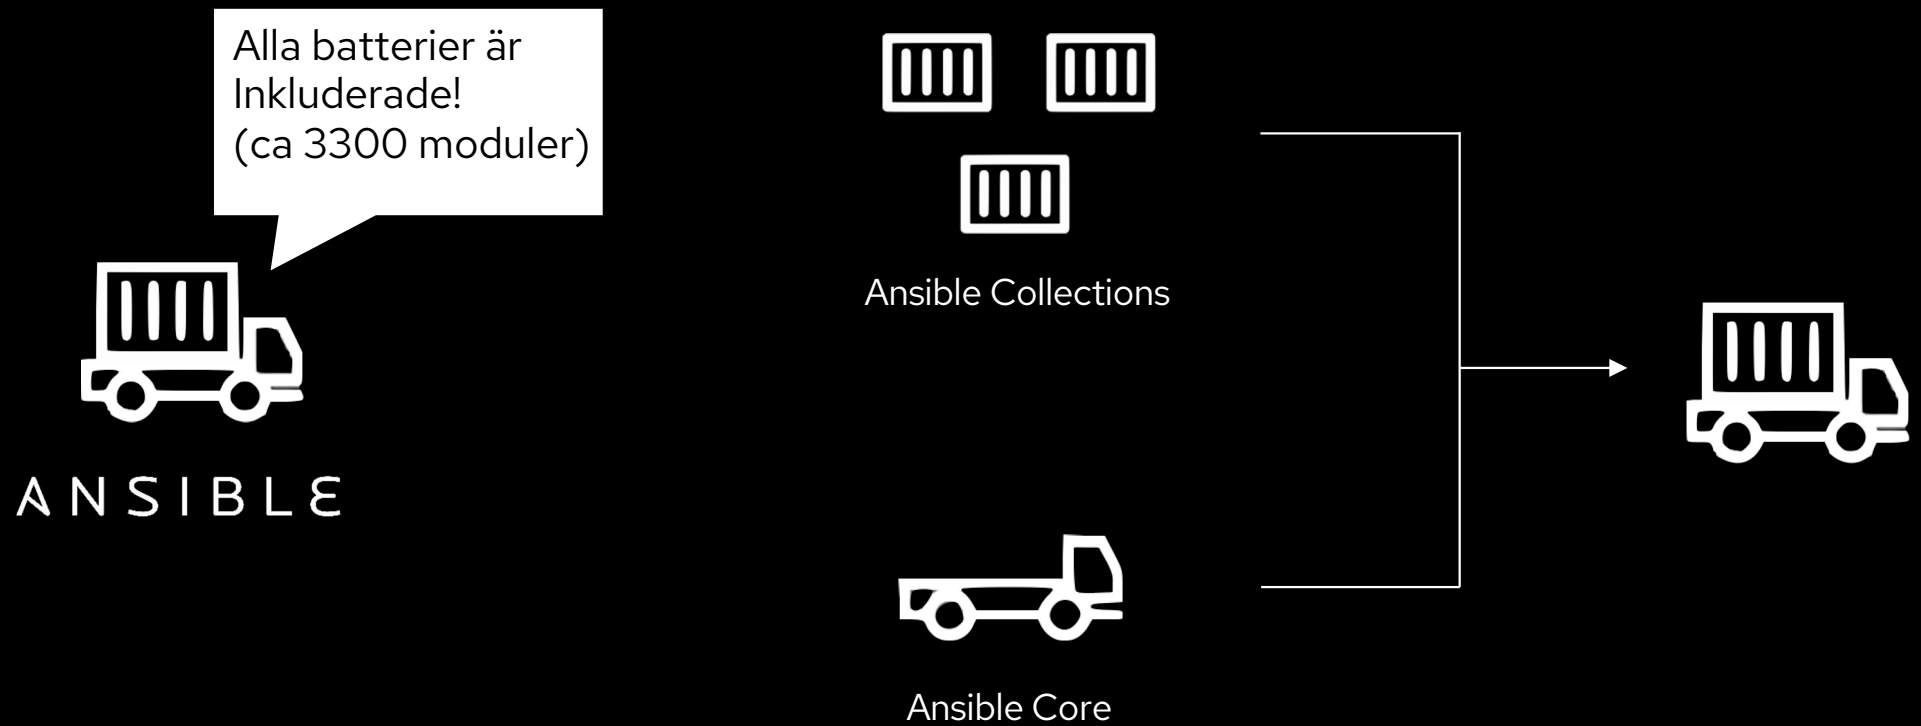 Alla batterier är
Inkluderade!
(ca 3300 moduler)
ANSIBLE
Ansible Collections
Ansible Core